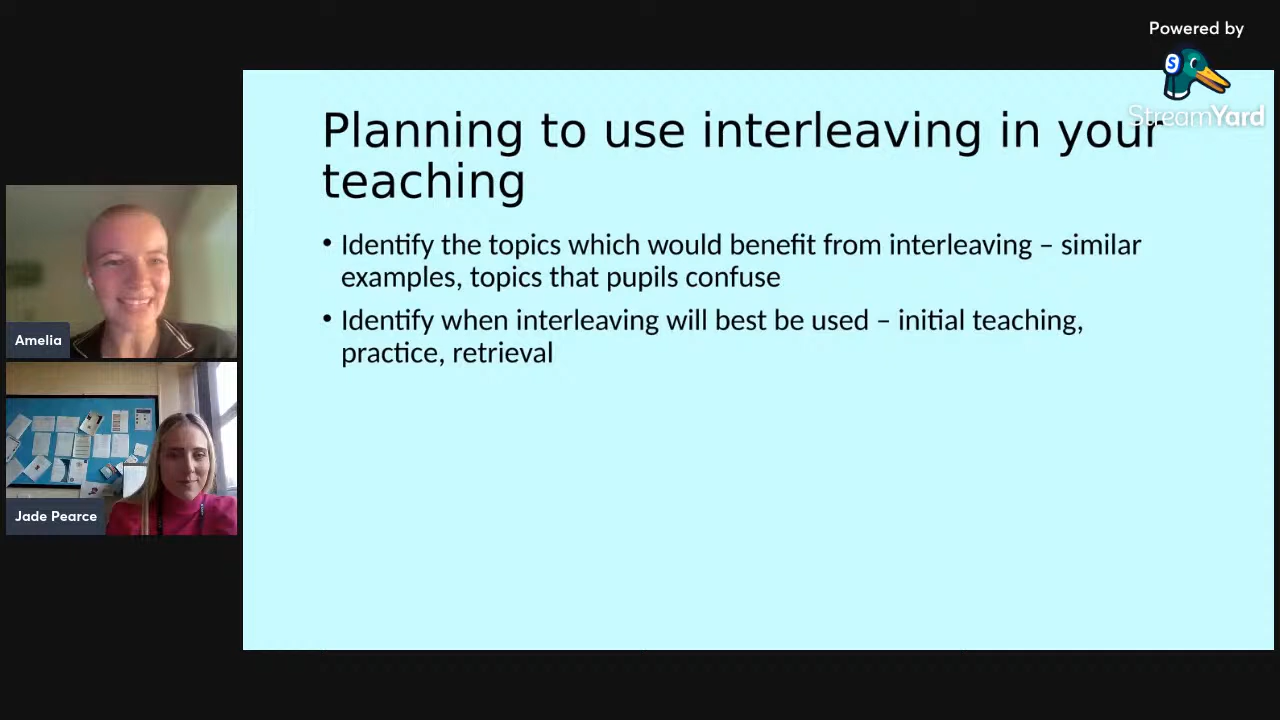 Powered by
StreamYard
Planning to use interleaving in your
teaching
• Identify the topics which would benefit from interleaving – similar
examples, topics that pupils confuse
• Identify when interleaving will best be used – initial teaching,
practice, retrieval
Amelia
Jade Pearce